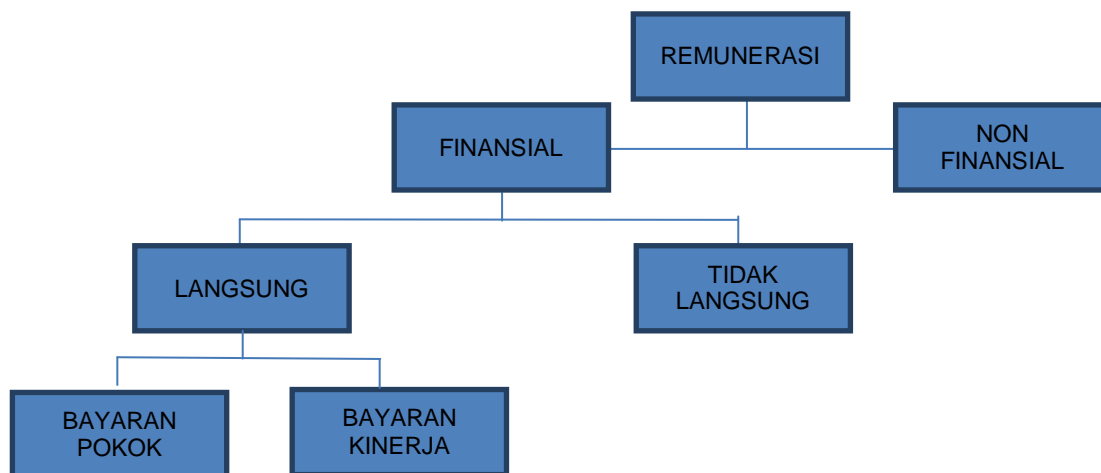 REMUNERASI
FINANSIAL
NON
FINANSIAL
LANGSUNG
TIDAK
LANGSUNG
BAYARAN
POKOK
BAYARAN
KINERJA